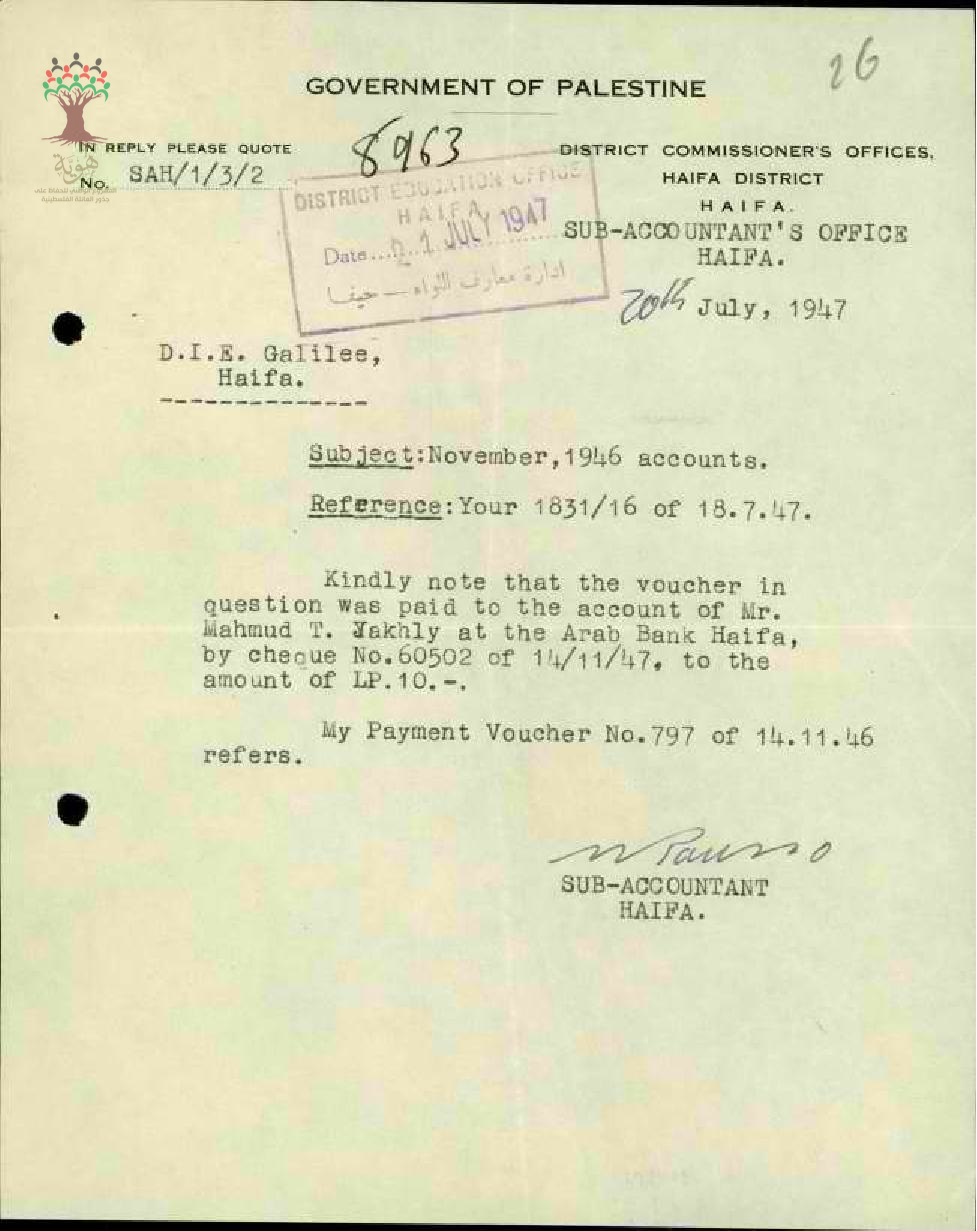 26
GOVERNMENT OF PALESTINE
IN REPLY PLEASE QUOTE
No. SAH/1/3/2
8963
DISTRICT COMMISSIONER'S OFFICES,
HAIFA DISTRICT
HAIFA.
SUB-ACCOUNTANT'S OFFICE
HAIFA.
DISTRICT EDUCATION OFFICE
HAIFA
Date 21 JULY 1947
ادارة معارف اللواء — حيفا
هوية
20th July, 1947
D.I.E. Galilee,
Haifa.
Subject:November,1946 accounts.
Reference:Your 1831/16 of 18.7.47.
Kindly note that the voucher in
question was paid to the account of Mr.
Mahmud T. Yakhly at the Arab Bank Haifa,
by cheque No.60502 of 14/11/47. to the
amount of LP.10.-.
My Payment Voucher No.797 of 14.11.46
refers.
SUB-ACCOUNTANT
HAIFA.